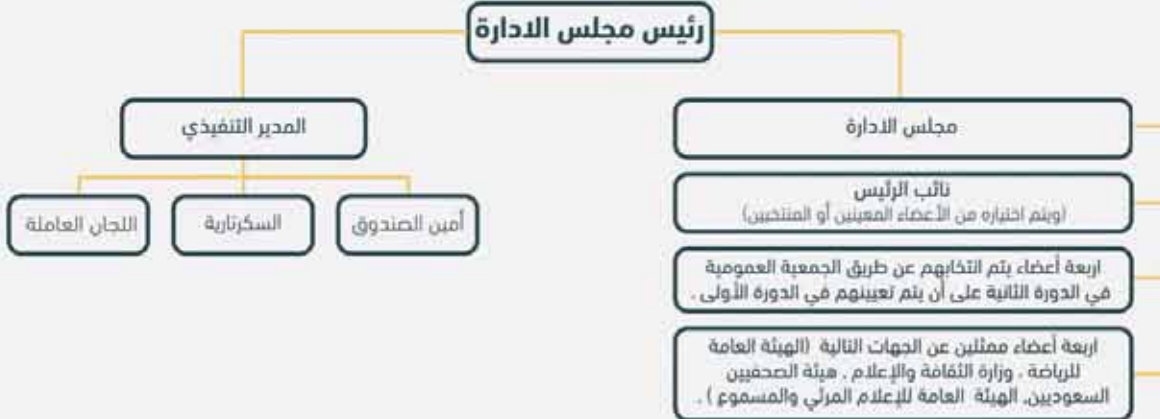 رئيس مجلس الادارة
مجلس الادارة
نائب الرئيس
(ويتم اختياره من الأعضاء المعينين أو المنتخبين)
اربعة أعضاء يتم انتخابهم عن طريق الجمعية العمومية
في الدورة الثانية على أن يتم تعيينهم في الدورة الأولى .
اربعة أعضاء ممثلين عن الجهات التالية (الهيئة العامة
للرياضة ، وزارة الثقافة والإعلام ، هيئة الصحفيين
السعوديين, الهيئة العامة للإعلام المرئي والمسموع ) .
المدير التنفيذي
أمين الصندوق
السكرتارية
اللجان العاملة